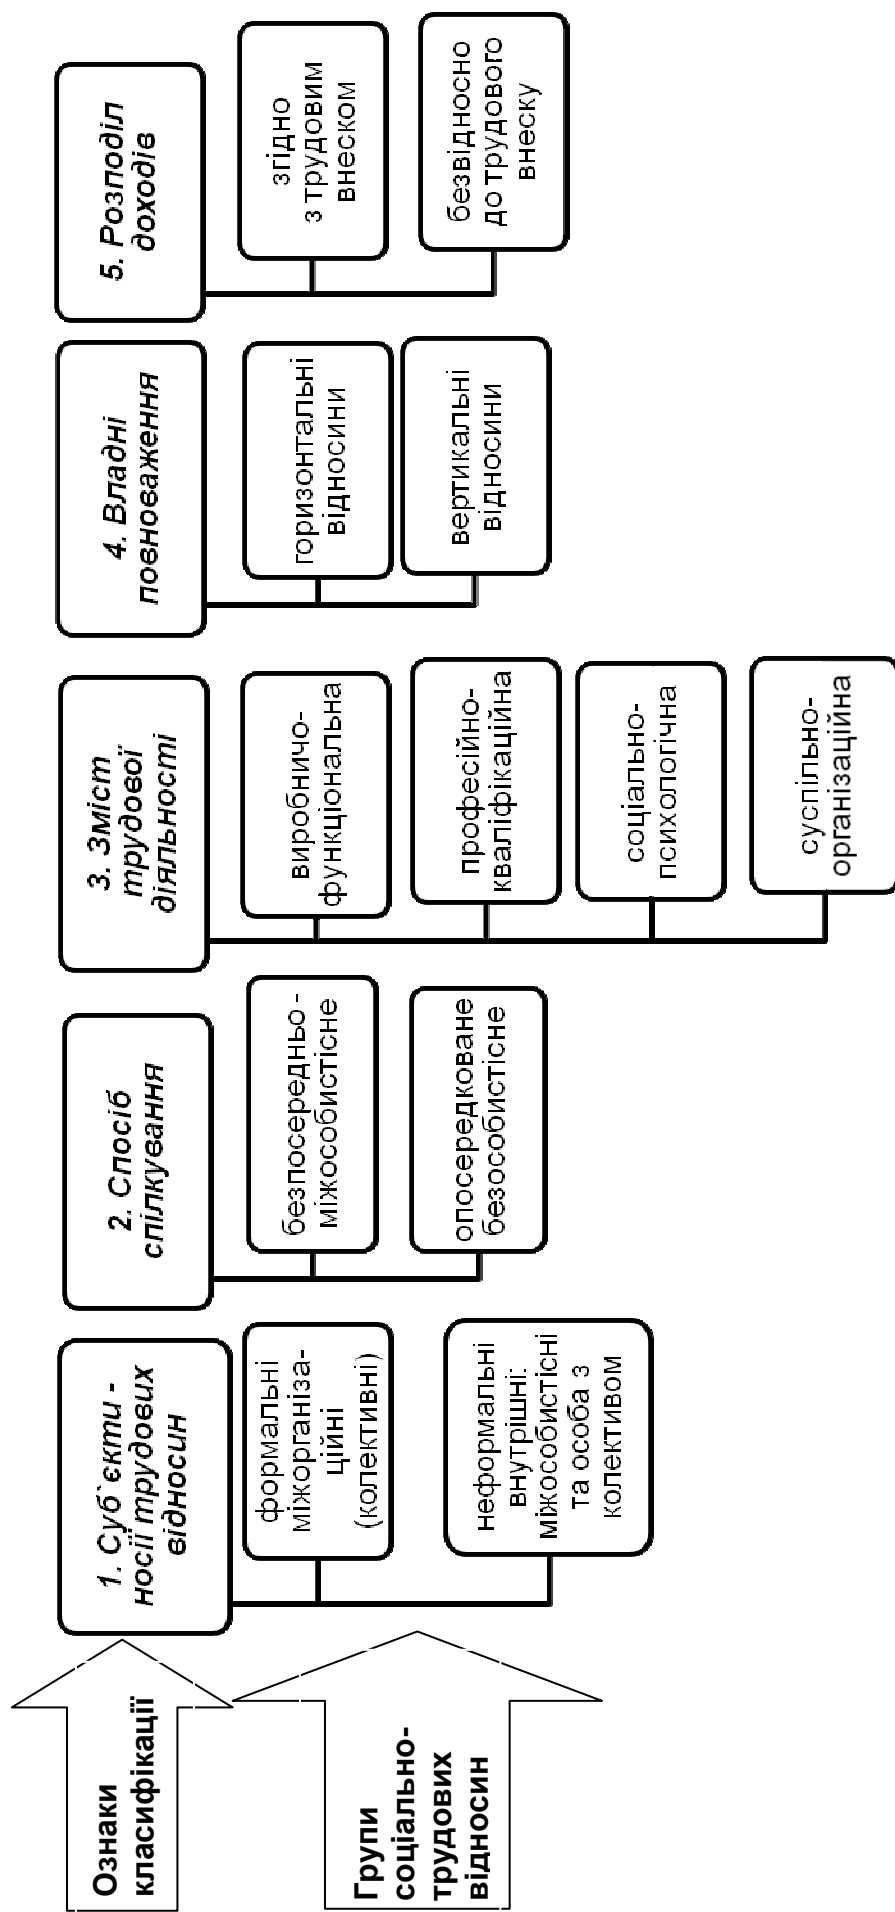 Ознаки
класифікації
1. Суб`єкти -
носії трудових
відносин
2. Спосіб
спілкування
3. Зміст
трудової
діяльності
4. Владні
повноваження
5. Розподіл
доходів
Групи
соціально-
трудових
відносин
формальні
міжорганіза-
ційні
(колективні)
неформальні
внутрішні:
міжособистісні
та особа з
колективом
безпосередньо -
міжособистісне
опосередковане
безособистісне
виробничо-
функціональна
професійно-
кваліфікаційна
соціально-
психологічна
суспільно-
організаційна
горизонтальні
відносини
вертикальні
відносини
згідно
з трудовим
внеском
безвідносно
до трудового
внеску